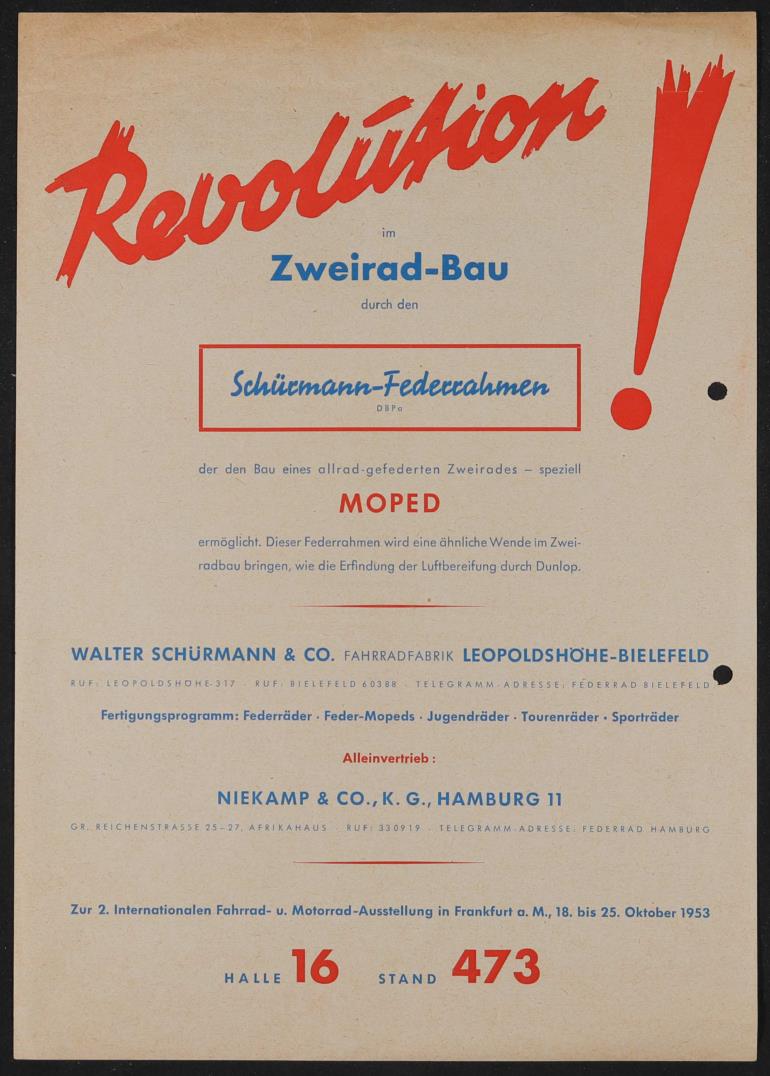 Revolution!
im
Zweirad-Bau
durch den
Schürmann-Federrahmen
DBPa
der den Bau eines allrad-gefederten Zweirades – speziell
MOPED
ermöglicht. Dieser Federrahmen wird eine ähnliche Wende im Zwei-
radbau bringen, wie die Erfindung der Luftbereifung durch Dunlop.
WALTER SCHÜRMANN & CO. FAHRRADFABRIK LEOPOLDSHÖHE-BIELEFELD
RUF: LEOPOLDSHÖHE-317 · RUF: BIELEFELD 60388 · TELEGRAMM-ADRESSE: FEDERRAD BIELEFELD
Fertigungsprogramm: Federräder · Feder-Mopeds · Jugendräder · Tourenräder · Sporträder
Alleinvertrieb:
NIEKAMP & CO., K. G., HAMBURG 11
GR. REICHENSTRASSE 25–27, AFRIKAHAUS · RUF: 330919 · TELEGRAMM-ADRESSE: FEDERRAD HAMBURG
Zur 2. Internationalen Fahrrad- u. Motorrad-Ausstellung in Frankfurt a. M., 18. bis 25. Oktober 1953
HALLE 16 STAND 473